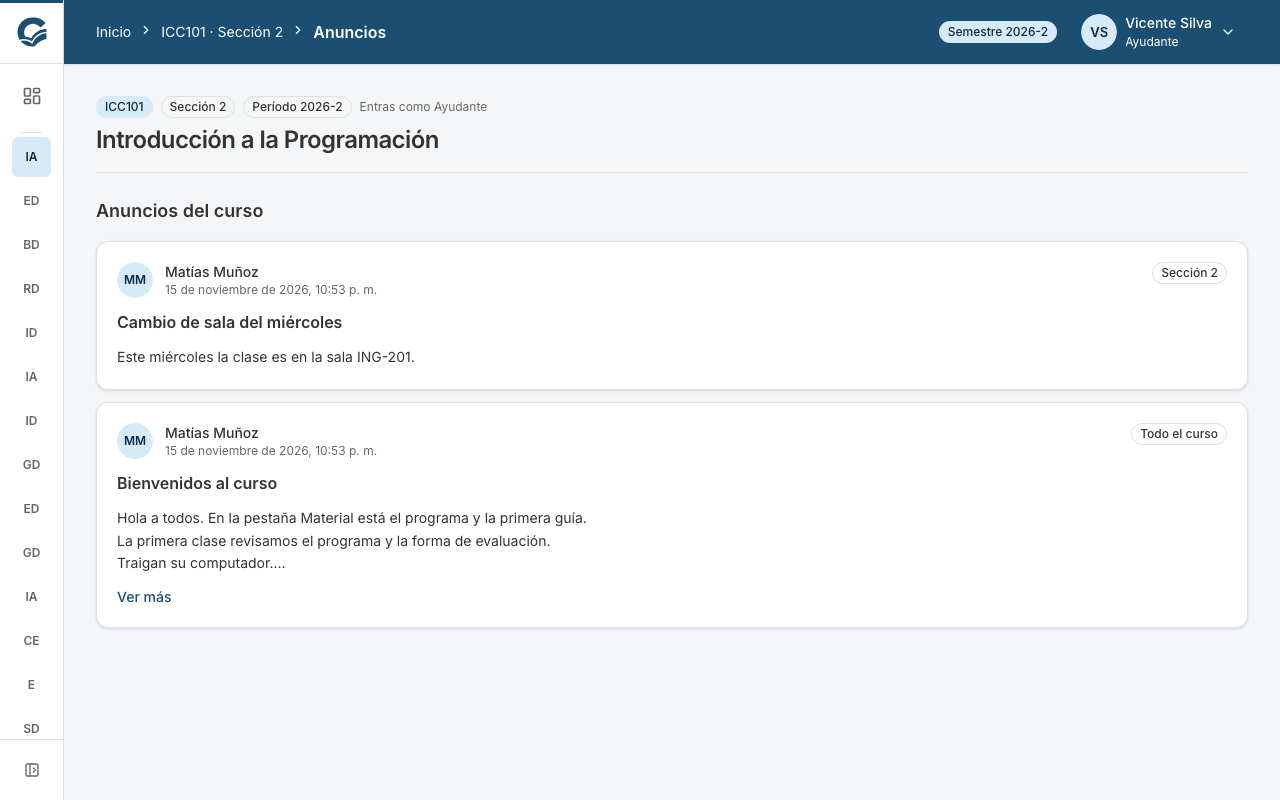 Inicio
ICC101 · Sección 2
Anuncios
Semestre 2026-2
VS
Vicente Silva
Ayudante
IA
ED
BD
RD
ID
IA
ID
GD
ED
GD
IA
CE
E
SD
ICC101
Sección 2
Período 2026-2
Entras como Ayudante
Introducción a la Programación
Anuncios del curso
MM
Matías Muñoz
15 de noviembre de 2026, 10:53 p. m.
Sección 2
Cambio de sala del miércoles
Este miércoles la clase es en la sala ING-201.
MM
Matías Muñoz
15 de noviembre de 2026, 10:53 p. m.
Todo el curso
Bienvenidos al curso
Hola a todos. En la pestaña Material está el programa y la primera guía.
La primera clase revisamos el programa y la forma de evaluación.
Traigan su computador....
Ver más